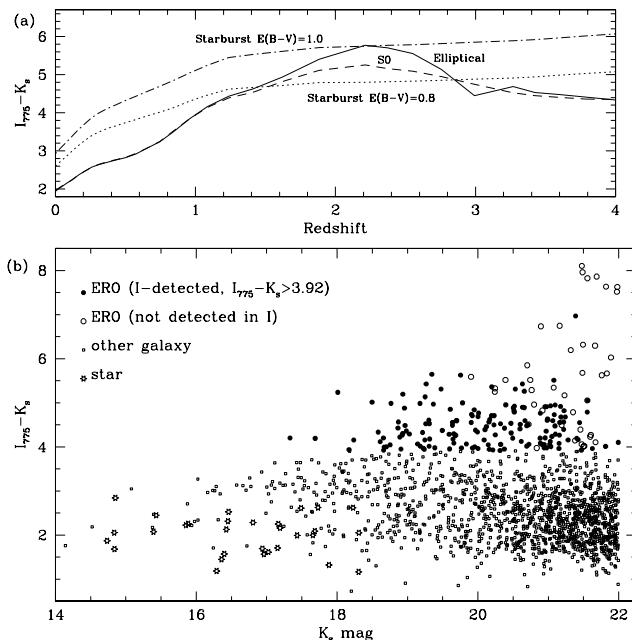 (a)
6
5
4
3
2
I₇₇₅−Kₛ
Starburst E(B−V)=1.0
Elliptical
S0
Starburst E(B−V)=0.8
0 1 2 3 4
Redshift
(b)
8
6
4
2
I₇₇₅−Kₛ
ERO (I−detected, I₇₇₅−Kₛ>3.92)
ERO (not detected in I)
other galaxy
star
14 16 18 20 22
Kₛ mag